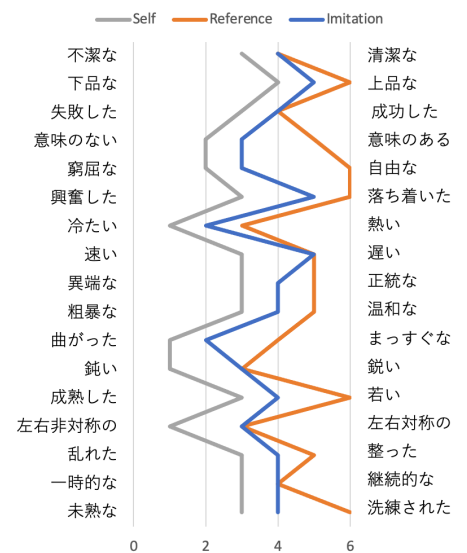 Self Reference Imitation
不潔な 清潔な
下品な 上品な
失敗した 成功した
意味のない 意味のある
窮屈な 自由な
興奮した 落ち着いた
冷たい 熱い
速い 遅い
異端な 正統な
粗暴な 温和な
曲がった まっすぐな
鈍い 鋭い
成熟した 若い
左右非対称の 左右対称の
乱れた 整った
一時的な 継続的な
未熟な 洗練された
0 2 4 6